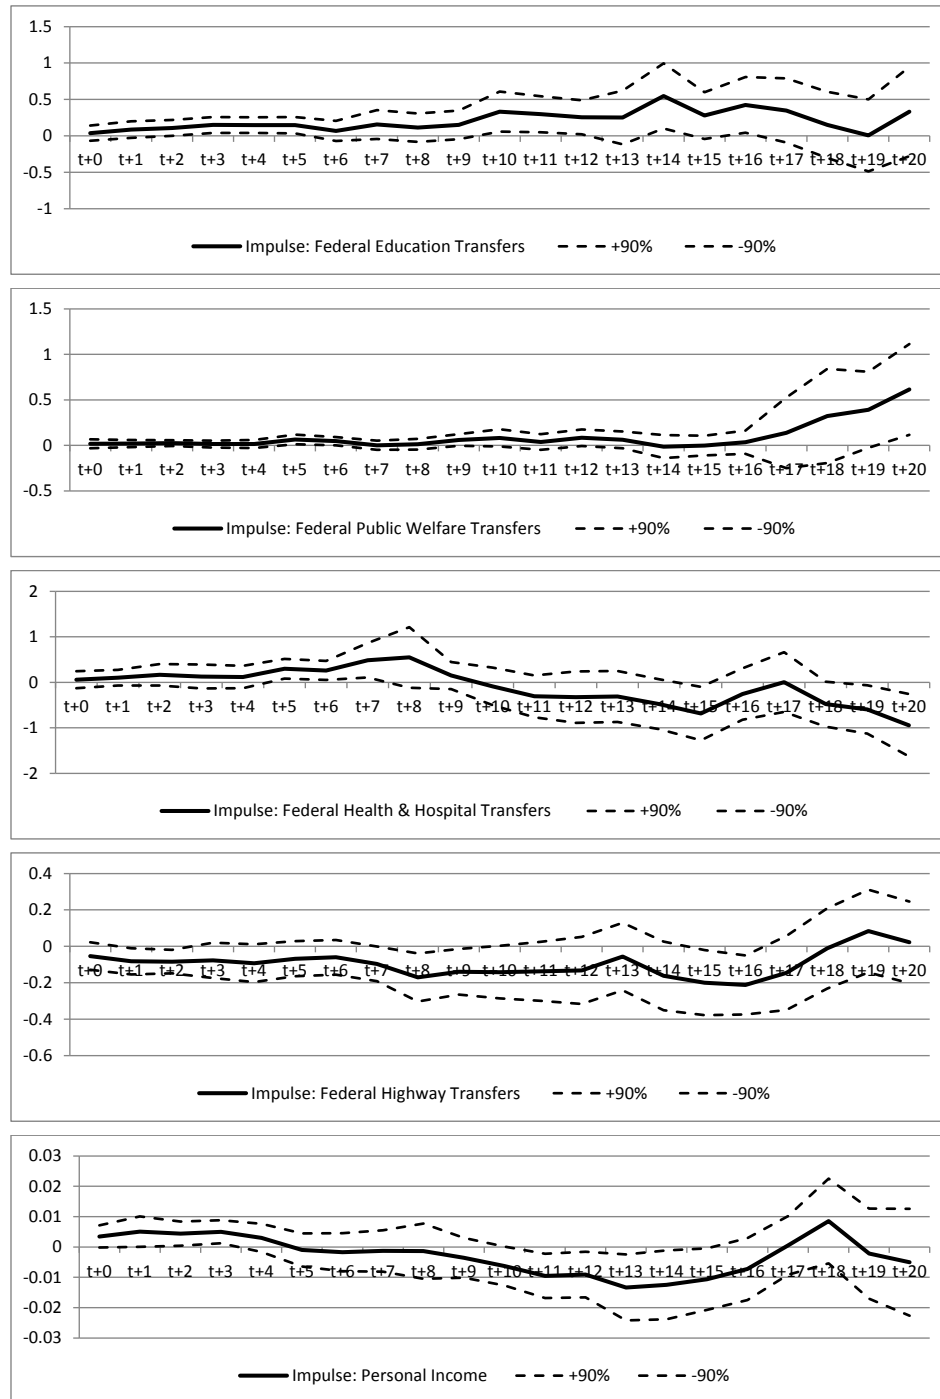 1.5
1
0.5
0
t+0 t+1 t+2 t+3 t+4 t+5 t+6 t+7 t+8 t+9 t+10 t+11 t+12 t+13 t+14 t+15 t+16 t+17 t+18 t+19 t+20
-0.5
-1
Impulse: Federal Education Transfers +90% -90%
1.5
1
0.5
0
t+0 t+1 t+2 t+3 t+4 t+5 t+6 t+7 t+8 t+9 t+10 t+11 t+12 t+13 t+14 t+15 t+16 t+17 t+18 t+19 t+20
-0.5
Impulse: Federal Public Welfare Transfers +90% -90%
2
1
0
t+0 t+1 t+2 t+3 t+4 t+5 t+6 t+7 t+8 t+9 t+10 t+11 t+12 t+13 t+14 t+15 t+16 t+17 t+18 t+19 t+20
-1
-2
Impulse: Federal Health & Hospital Transfers +90% -90%
0.4
0.2
0
t+0 t+1 t+2 t+3 t+4 t+5 t+6 t+7 t+8 t+9 t+10 t+11 t+12 t+13 t+14 t+15 t+16 t+17 t+18 t+19 t+20
-0.2
-0.4
-0.6
Impulse: Federal Highway Transfers +90% -90%
0.03
0.02
0.01
0
t+0 t+1 t+2 t+3 t+4 t+5 t+6 t+7 t+8 t+9 t+10 t+11 t+12 t+13 t+14 t+15 t+16 t+17 t+18 t+19 t+20
-0.01
-0.02
-0.03
Impulse: Personal Income +90% -90%